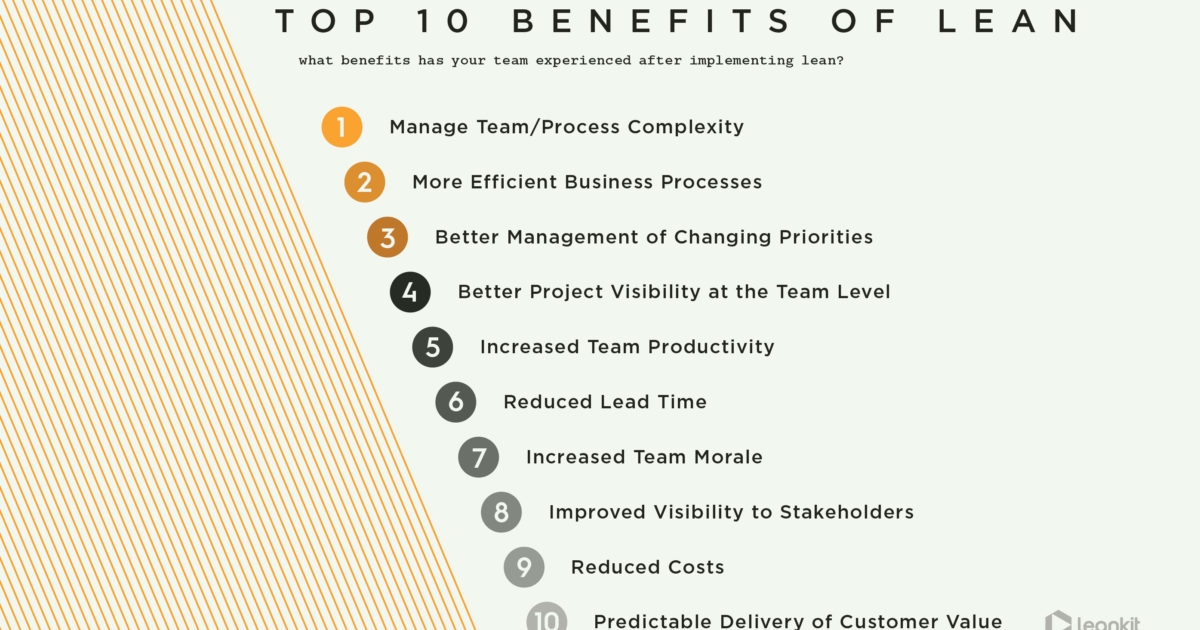 TOP 10 BENEFITS OF LEAN
what benefits has your team experienced after implementing lean?
1 Manage Team/Process Complexity
2 More Efficient Business Processes
3 Better Management of Changing Priorities
4 Better Project Visibility at the Team Level
5 Increased Team Productivity
6 Reduced Lead Time
7 Increased Team Morale
8 Improved Visibility to Stakeholders
9 Reduced Costs
10 Predictable Delivery of Customer Value
leankit